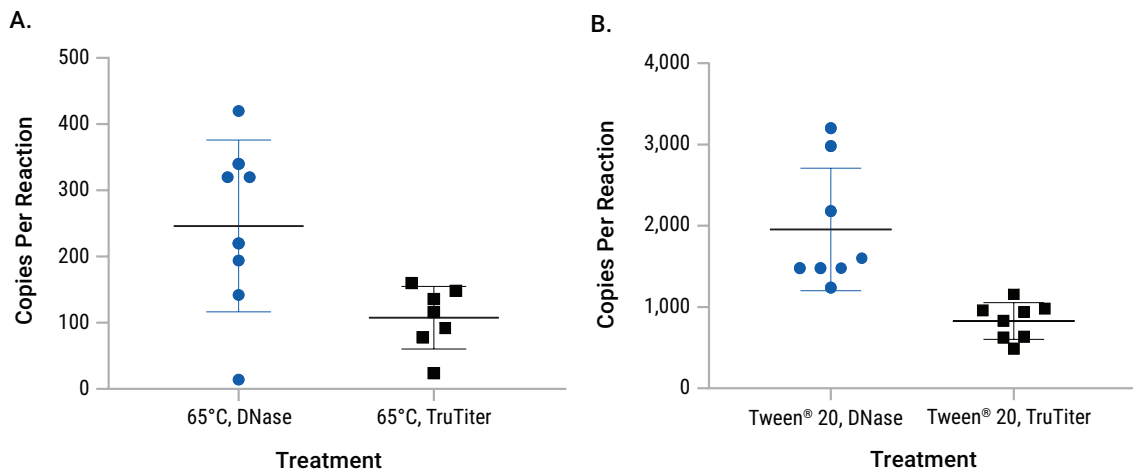 A.
Copies Per Reaction
500
400
300
200
100
0
65°C, DNase
65°C, TruTiter
Treatment
B.
Copies Per Reaction
4,000
3,000
2,000
1,000
0
Tween® 20, DNase
Tween® 20, TruTiter
Treatment